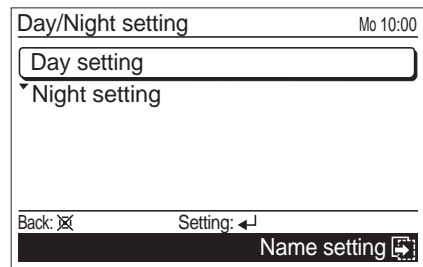 Day/Night setting Mo 10:00
Day setting
Night setting
Back: Setting:
Name setting